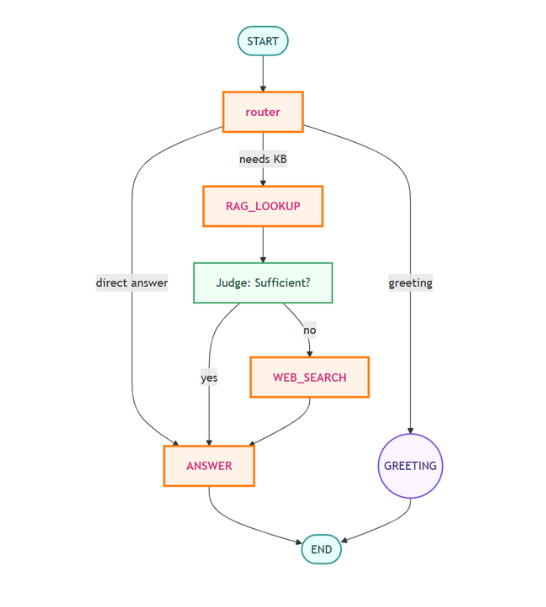 START
router
needs KB
RAG_LOOKUP
direct answer
Judge: Sufficient?
greeting
no
yes
WEB_SEARCH
ANSWER
GREETING
END